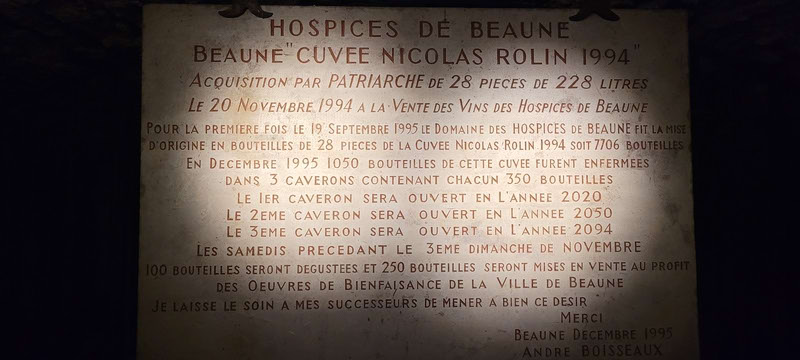 HOSPICES DE BEAUNE
BEAUNE "CUVEE NICOLAS ROLIN 1994"
ACQUISITION PAR PATRIARCHE DE 28 PIECES DE 228 LITRES
LE 20 NOVEMBRE 1994 A LA VENTE DES VINS DES HOSPICES DE BEAUNE
POUR LA PREMIERE FOIS LE 19 SEPTEMBRE 1995 LE DOMAINE DES HOSPICES DE BEAUNE FIT LA MISE
D'ORIGINE EN BOUTEILLES DE 28 PIECES DE LA CUVEE NICOLAS ROLIN 1994 SOIT 7706 BOUTEILLES
EN DECEMBRE 1995 1050 BOUTEILLES DE CETTE CUVEE FURENT ENFERMEES
DANS 3 CAVERONS CONTENANT CHACUN 350 BOUTEILLES
LE 1ER CAVERON SERA OUVERT EN L'ANNEE 2020
LE 2EME CAVERON SERA OUVERT EN L'ANNEE 2050
LE 3EME CAVERON SERA OUVERT EN L'ANNEE 2094
LES SAMEDIS PRECEDANT LE 3EME DIMANCHE DE NOVEMBRE
100 BOUTEILLES SERONT DEGUSTEES ET 250 BOUTEILLES SERONT MISES EN VENTE AU PROFIT
DES OEUVRES DE BIENFAISANCE DE LA VILLE DE BEAUNE
JE LAISSE LE SOIN A MES SUCCESSEURS DE MENER A BIEN CE DESIR
MERCI
BEAUNE DECEMBRE 1995
ANDRE BOISSEAUX